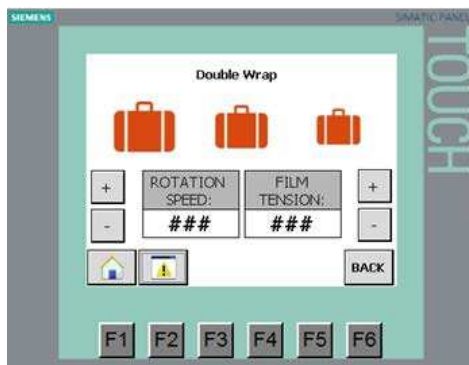 SIEMENS
SIMATIC PANEL
TOUCH
Double Wrap
+
ROTATION SPEED:
FILM TENSION:
+
-
###
###
-
BACK
F1 F2 F3 F4 F5 F6